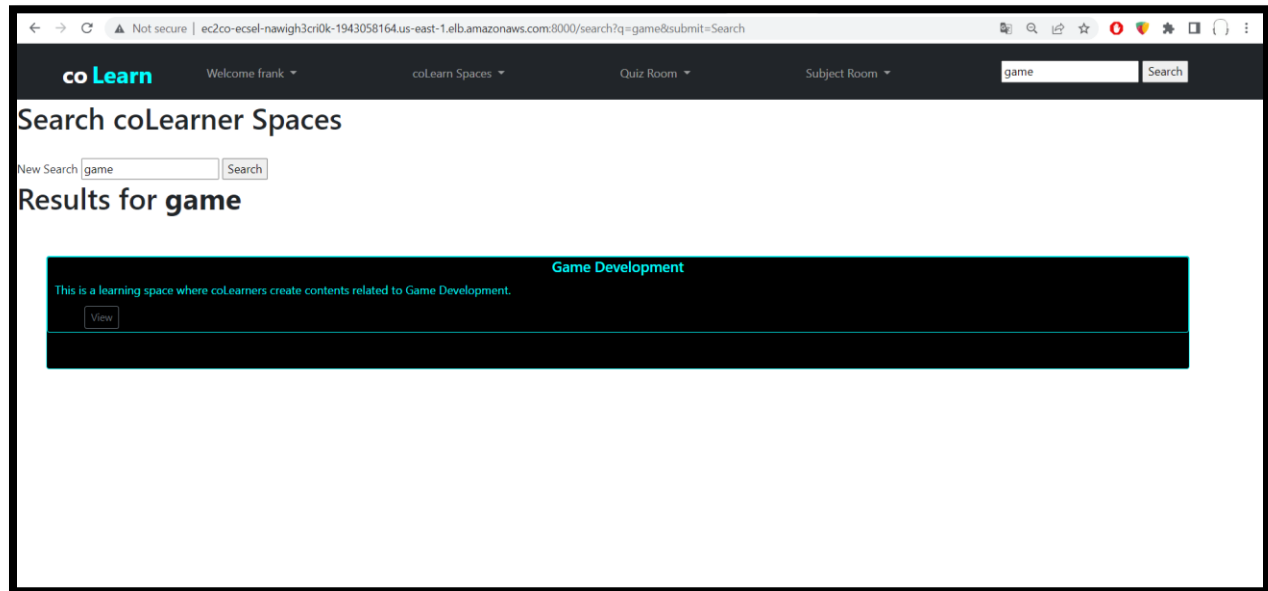 Not secure | ec2co-ecsel-nawigh3cri0k-1943058164.us-east-1.elb.amazonaws.com:8000/search?q=game&submit=Search
co Learn Welcome frank coLearn Spaces Quiz Room Subject Room game Search
Search coLearner Spaces
New Search game Search
Results for game
Game Development
This is a learning space where coLearners create contents related to Game Development.
View